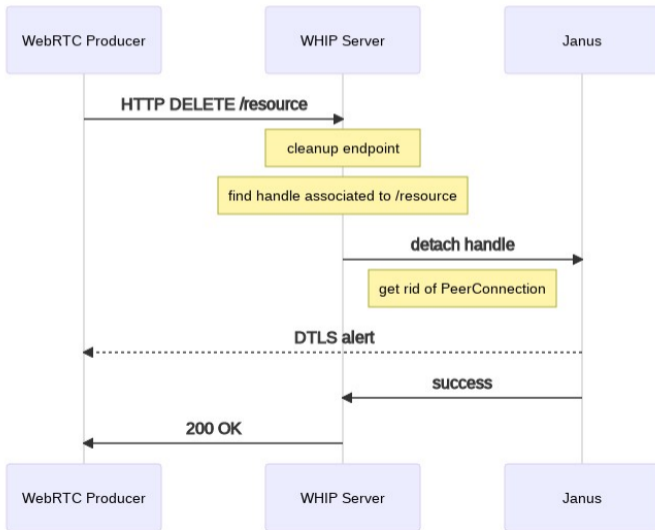 WebRTC Producer
WHIP Server
Janus
HTTP DELETE /resource
cleanup endpoint
find handle associated to /resource
detach handle
get rid of PeerConnection
DTLS alert
success
200 OK
WebRTC Producer
WHIP Server
Janus